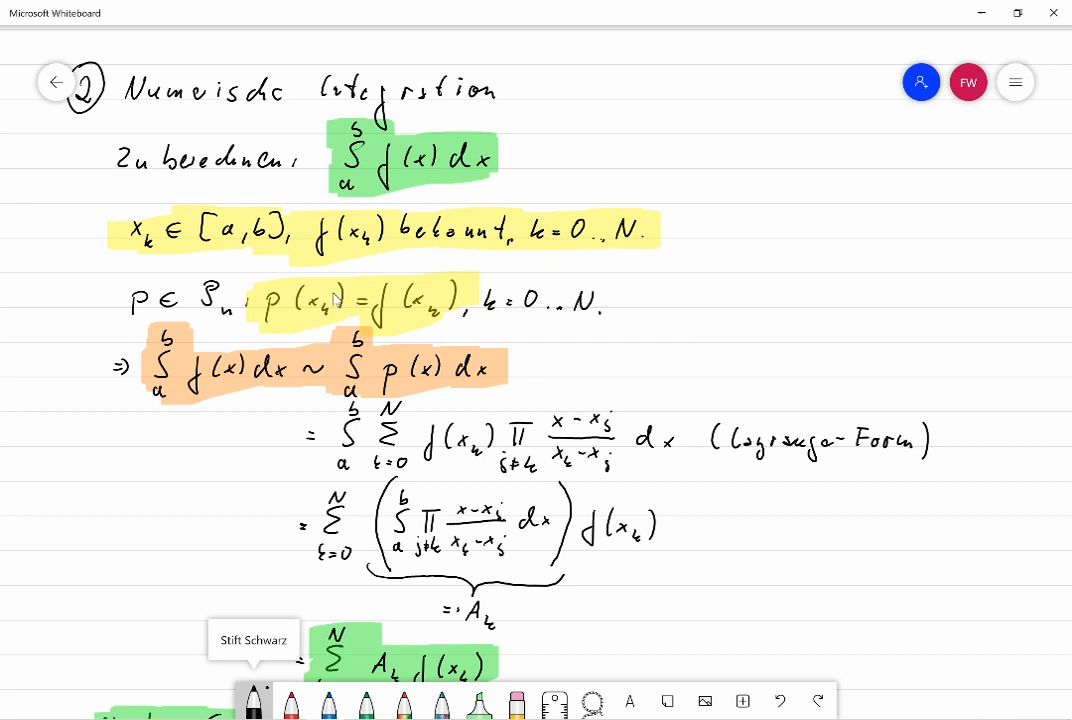 Microsoft Whiteboard
② Numerische Integration
Zu berechnen: ∫_a^b f(x) dx
x_k ∈ [a,b], f(x_k) bekannt, k = 0..N.
p ∈ 𝒫_n: p(x_k) = f(x_k), k = 0..N.
⇒ ∫_a^b f(x) dx ~ ∫_a^b p(x) dx
= ∫_a^b Σ_{k=0}^N f(x_k) ∏_{j≠k} (x-x_j)/(x_k-x_j) dx (Lagrange-Form)
= Σ_{k=0}^N (∫_a^b ∏_{j≠k} (x-x_j)/(x_k-x_j) dx) f(x_k)
=: A_k
= Σ^N A_k f(x_k)
FW
Stift Schwarz